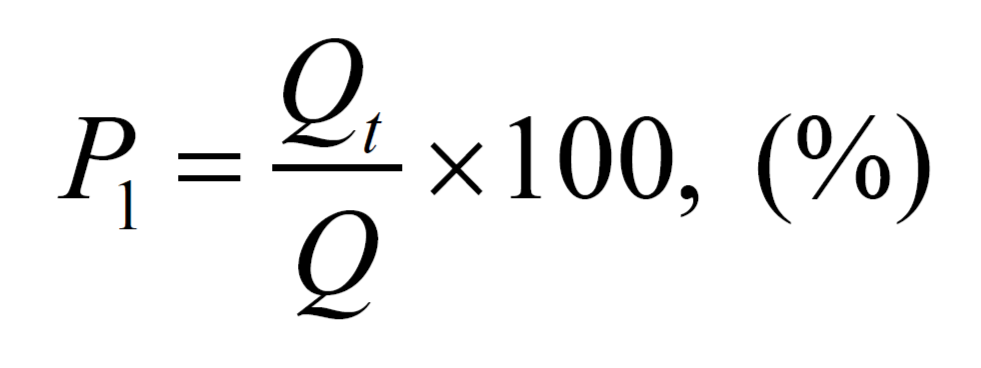 P₁ = Qₜ/Q ×100, (%)